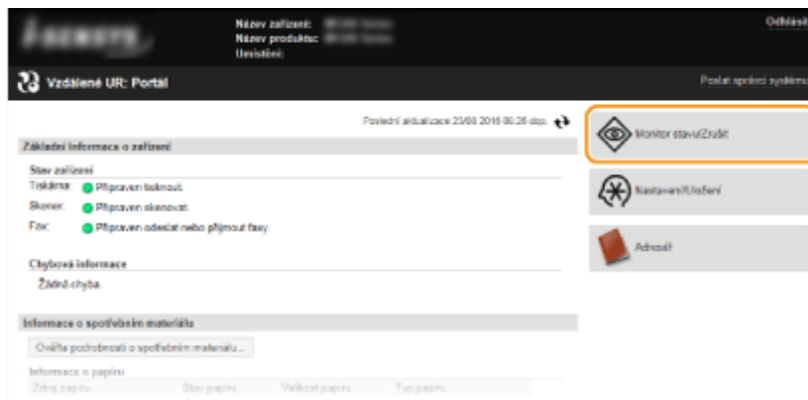 Název zařízení:
Název produktu:
Umístění:
Odhlásit
Vzdálené UR: Portál
Poslat správci systému
Poslední aktualizace 23/08 2016 08:26 dop.
Základní informace o zařízení
Stav zařízení
Tiskárna: Připraven tisknout.
Skener: Připraven skenovat.
Fax: Připraven odeslat nebo přijmout faxy.
Chybová informace
Žádná chyba.
Informace o spotřebním materiálu
Ověřte podrobnosti o spotřebním materiálu...
Informace o papíru
Zdroj papíru Stav papíru Velikost papíru Typ papíru
Monitor stavu/Zrušit
Nastavení/Uložení
Adresář